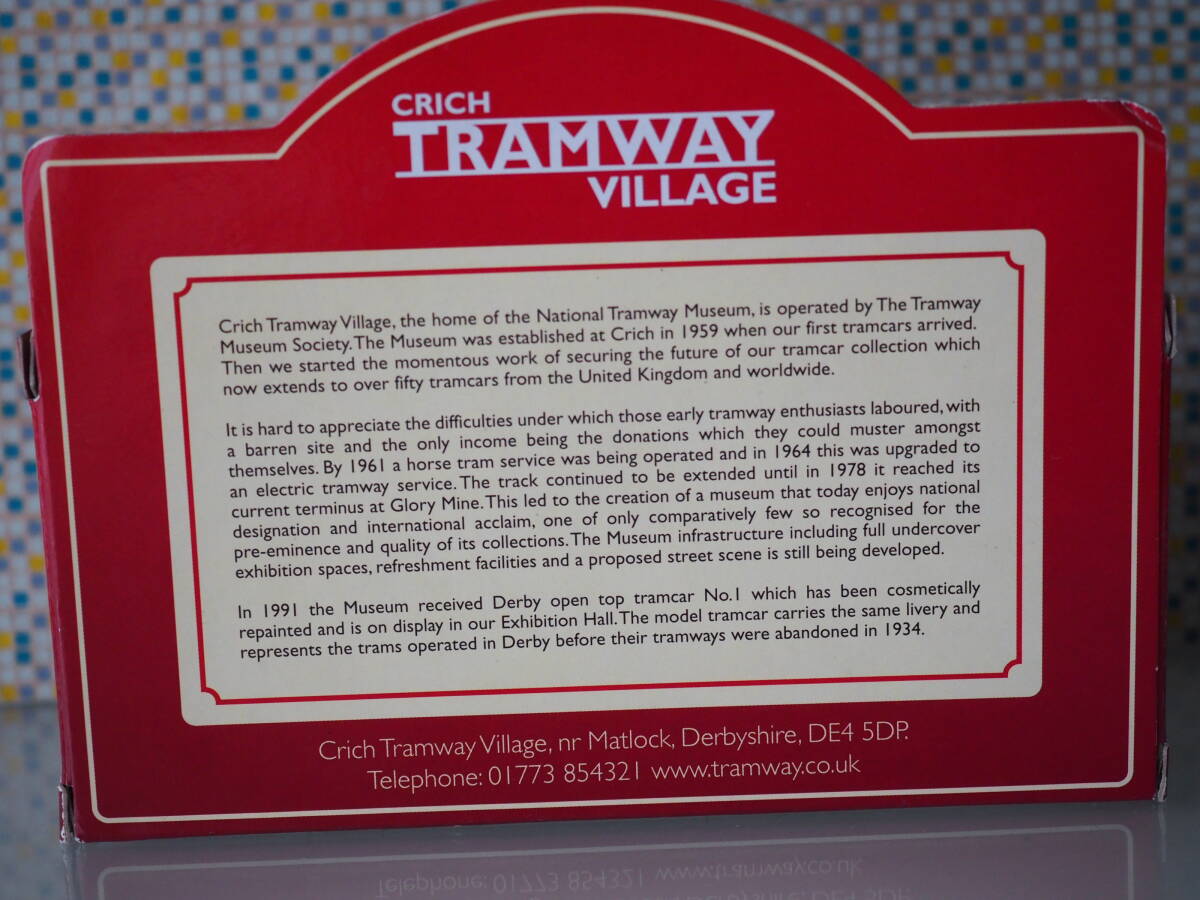 CRICH
TRAMWAY
VILLAGE
Crich Tramway Village, the home of the National Tramway Museum, is operated by The Tramway
Museum Society. The Museum was established at Crich in 1959 when our first tramcars arrived.
Then we started the momentous work of securing the future of our tramcar collection which
now extends to over fifty tramcars from the United Kingdom and worldwide.
It is hard to appreciate the difficulties under which those early tramway enthusiasts laboured, with
a barren site and the only income being the donations which they could muster amongst
themselves. By 1961 a horse tram service was being operated and in 1964 this was upgraded to
an electric tramway service. The track continued to be extended until in 1978 it reached its
current terminus at Glory Mine. This led to the creation of a museum that today enjoys national
designation and international acclaim, one of only comparatively few so recognised for the
pre-eminence and quality of its collections. The Museum infrastructure including full undercover
exhibition spaces, refreshment facilities and a proposed street scene is still being developed.
In 1991 the Museum received Derby open top tramcar No.1 which has been cosmetically
repainted and is on display in our Exhibition Hall. The model tramcar carries the same livery and
represents the trams operated in Derby before their tramways were abandoned in 1934.
Crich Tramway Village, nr Matlock, Derbyshire, DE4 5DP.
Telephone: 01773 854321 www.tramway.co.uk